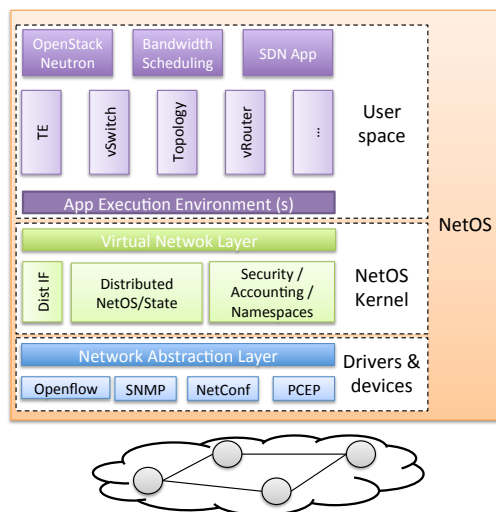 OpenStack
Neutron
Bandwidth
Scheduling
SDN App
TE
vSwitch
Topology
vRouter
...
User
space
App Execution Environment (s)
NetOS
Virtual Netwok Layer
Dist IF
Distributed
NetOS/State
Security /
Accounting /
Namespaces
NetOS
Kernel
Network Abstraction Layer
Openflow
SNMP
NetConf
PCEP
Drivers &
devices